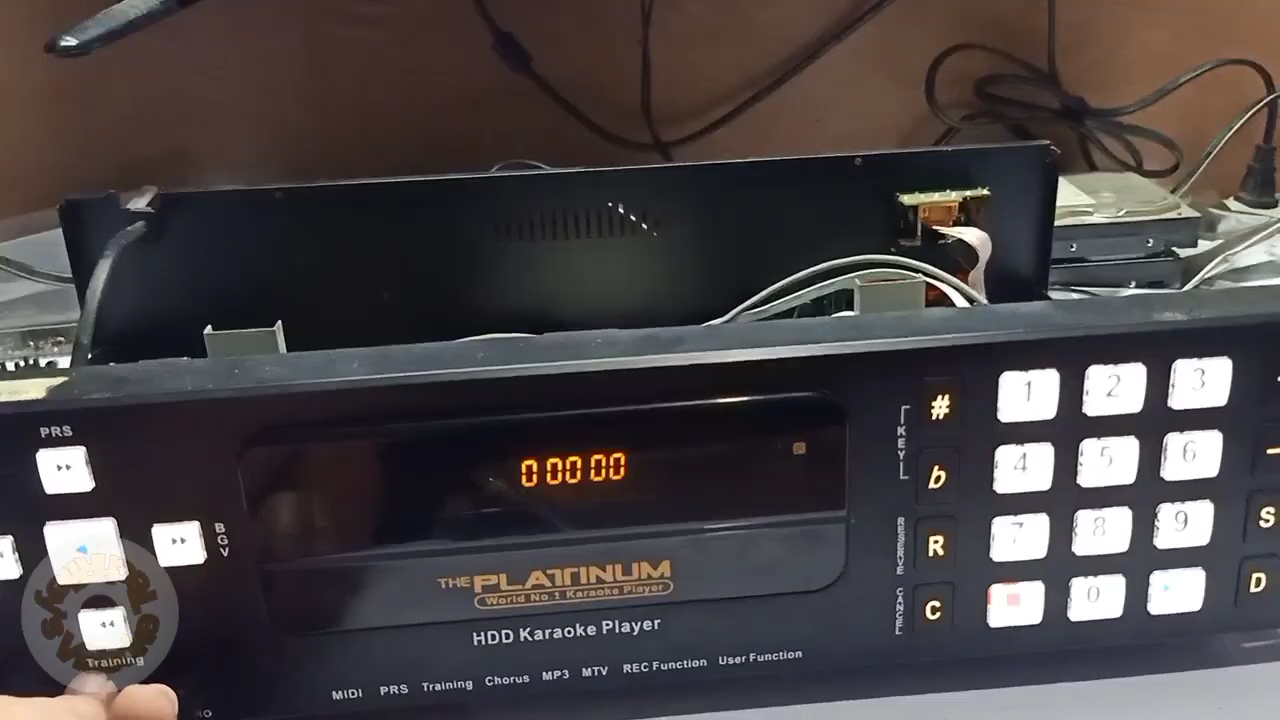 PRS
BGV
Training
00000
THE PLATINUM
World No.1 Karaoke Player
HDD Karaoke Player
MIDI PRS Training Chorus MP3 MTV REC Function User Function
KEY
RESERVE
CANCEL
# 1 2 3
b 4 5 6
R 7 8 9 S
C 0 D